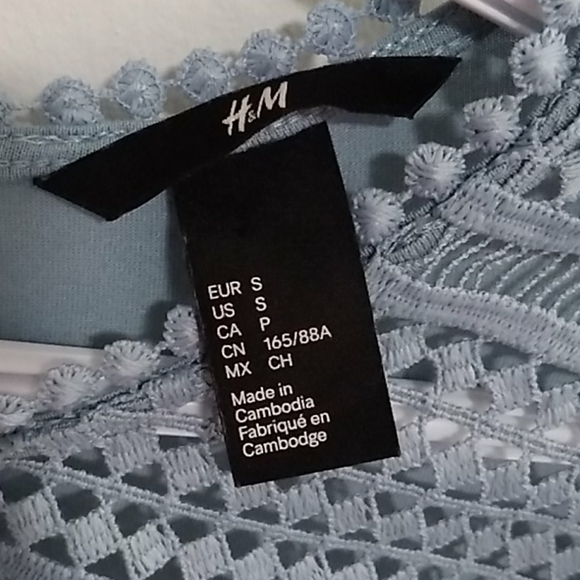 H&M
EUR S
US S
CA P
CN 165/88A
MX CH
Made in
Cambodia
Fabriqué en
Cambodge